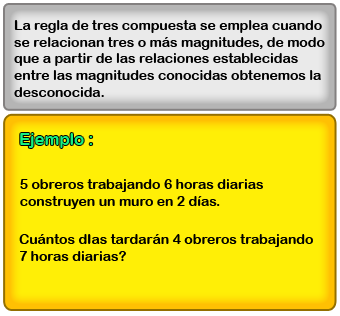 La regla de tres compuesta se emplea cuando
se relacionan tres o más magnitudes, de modo
que a partir de las relaciones establecidas
entre las magnitudes conocidas obtenemos la
desconocida.
Ejemplo :
5 obreros trabajando 6 horas diarias
construyen un muro en 2 días.
Cuántos dIas tardarán 4 obreros trabajando
7 horas diarias?